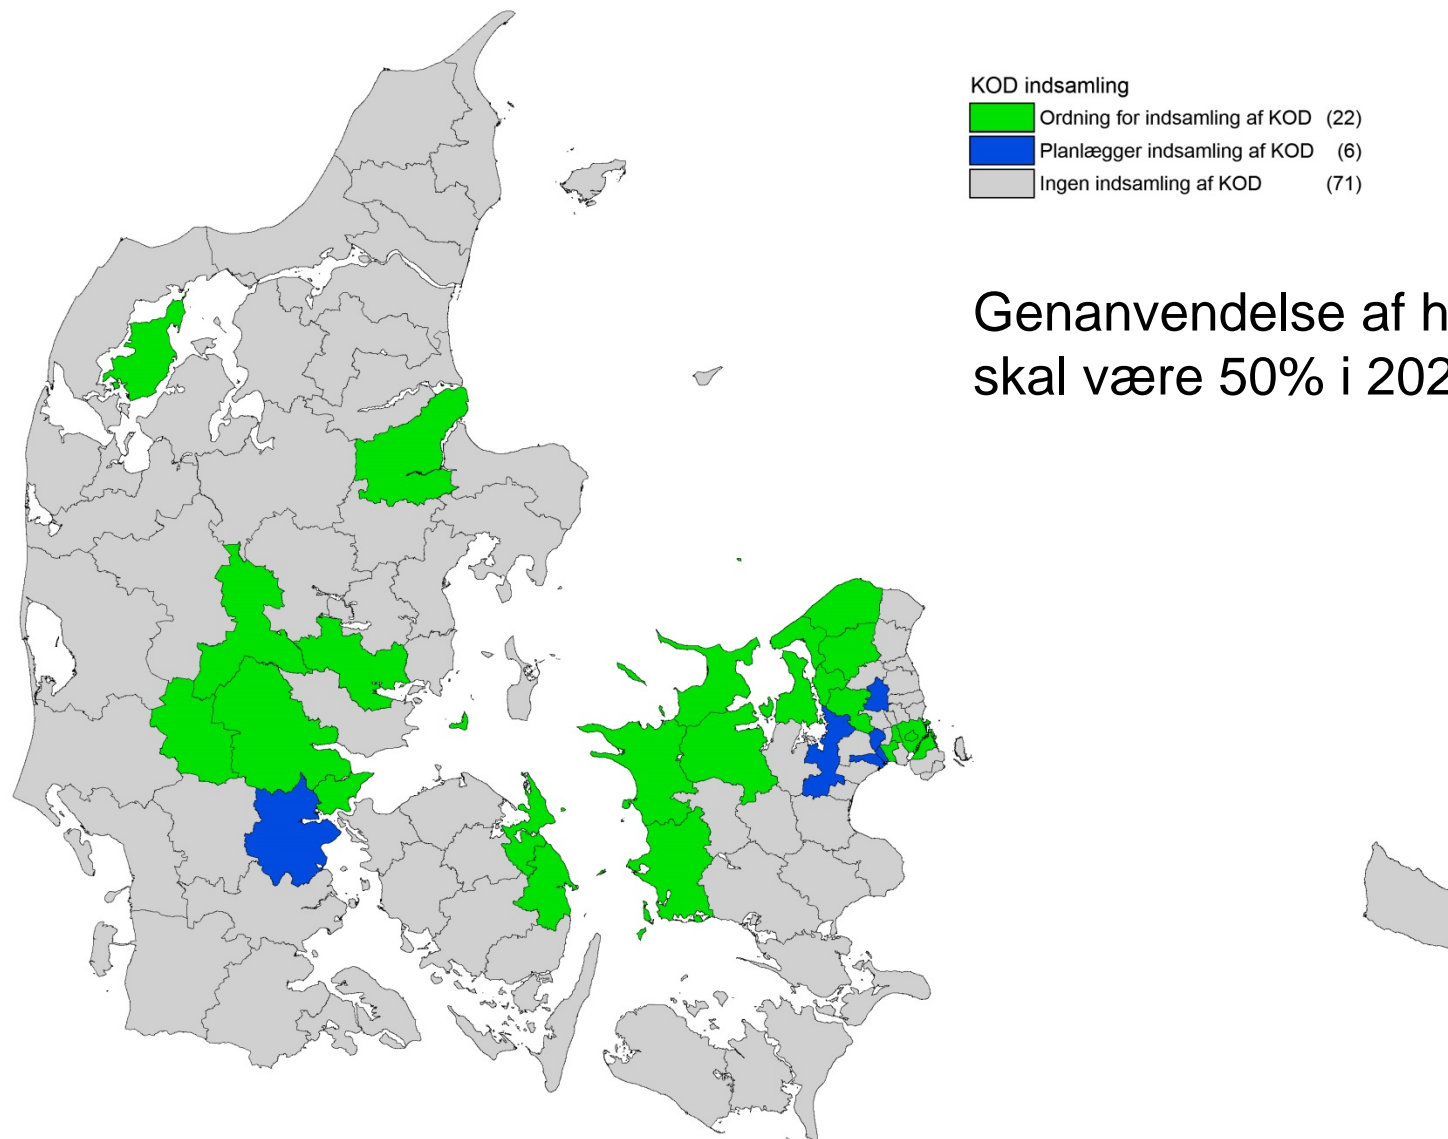 KOD indsamling
Ordning for indsamling af KOD (22)
Planlægger indsamling af KOD (6)
Ingen indsamling af KOD (71)
Genanvendelse af h
skal være 50% i 202